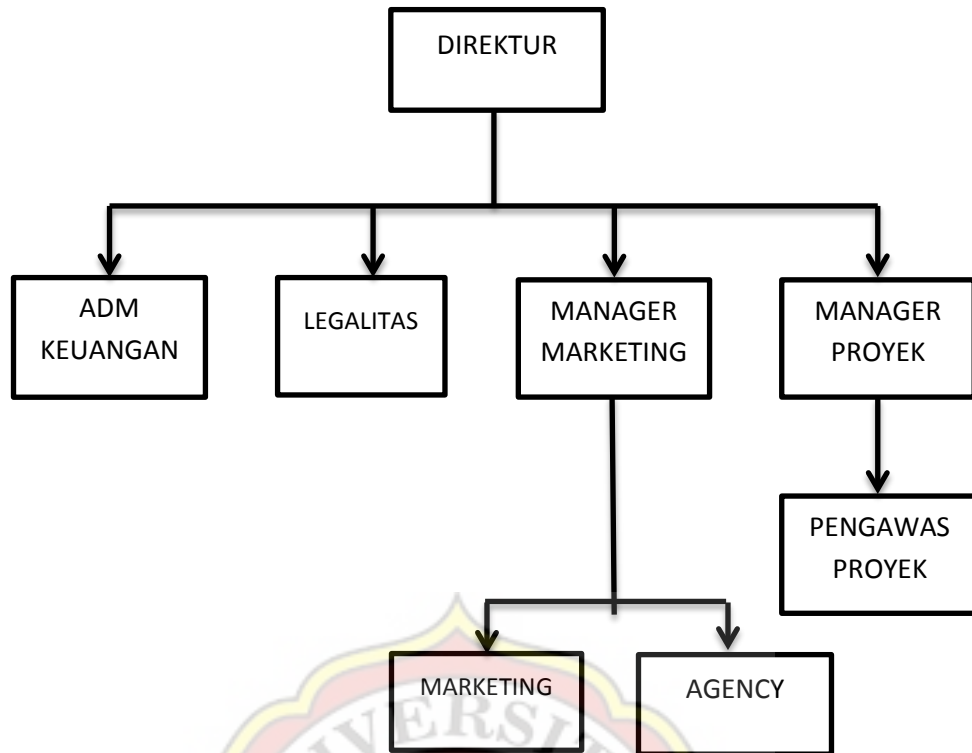 DIREKTUR
ADM
KEUANGAN
LEGALITAS
MANAGER
MARKETING
MANAGER
PROYEK
PENGAWAS
PROYEK
MARKETING
AGENCY